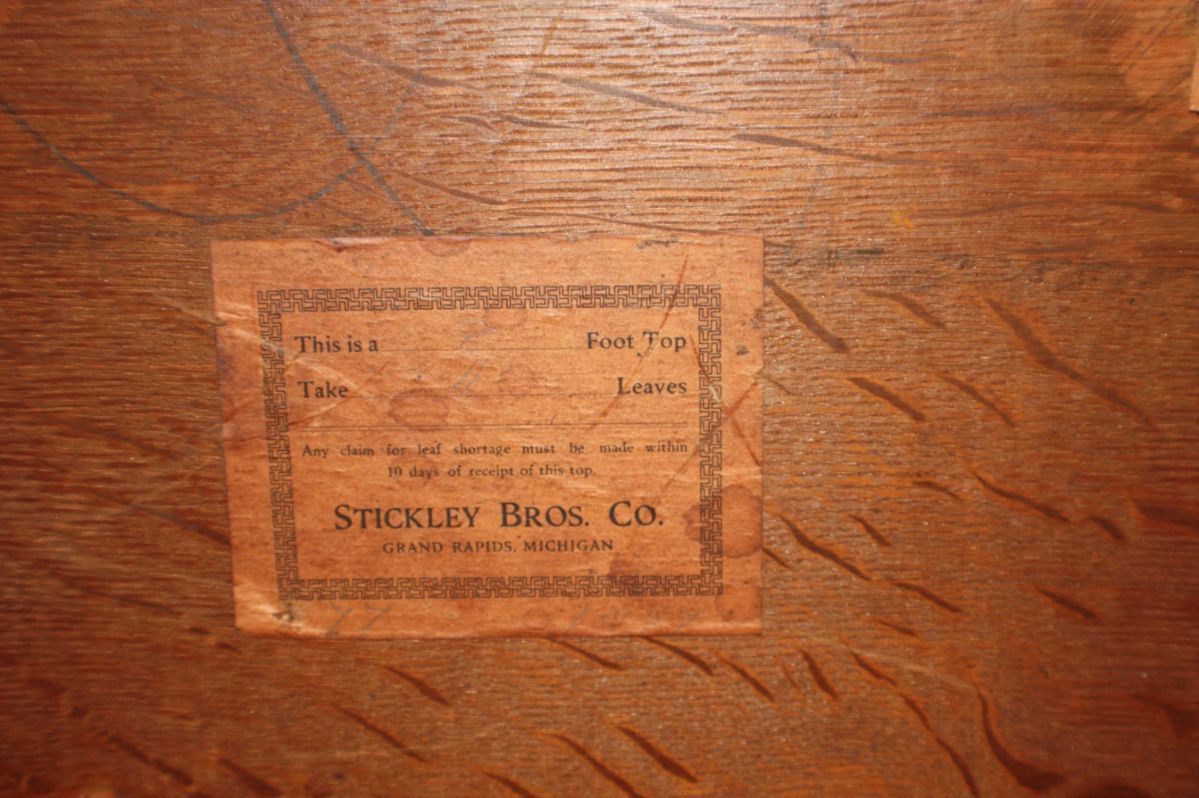 This is a Foot Top
Take Leaves
Any claim for leaf shortage must be made within
10 days of receipt of this top.
STICKLEY BROS. CO.
GRAND RAPIDS, MICHIGAN